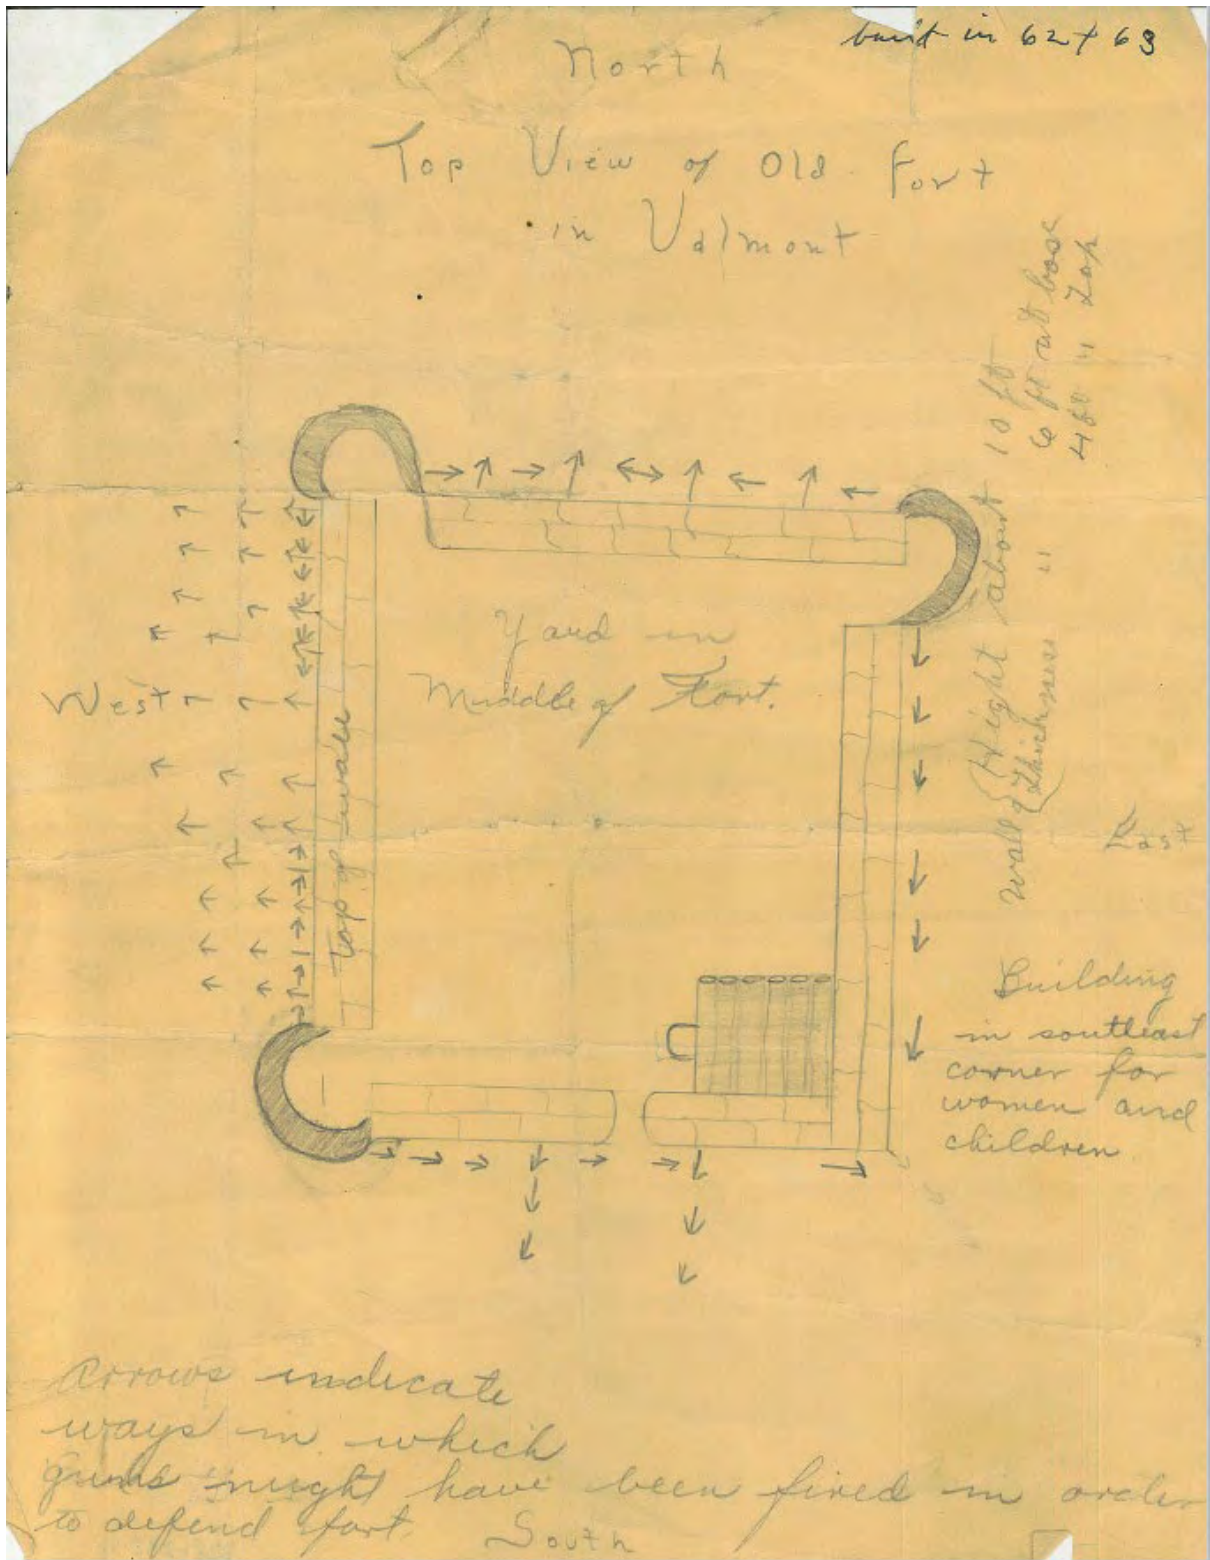 built in 62 + 63
North
Top View of Old Fort
in Valmont
Wall of { Hight about 10 ft
Thickness " 6 ft at base
4 ft " Top
Yard in
Middle of Fort.
West
Top of wall
East
Building
in southeast
corner for
women and
children
Arrows indicate
ways in which
guns might have been fired in order
to defend fort.
South